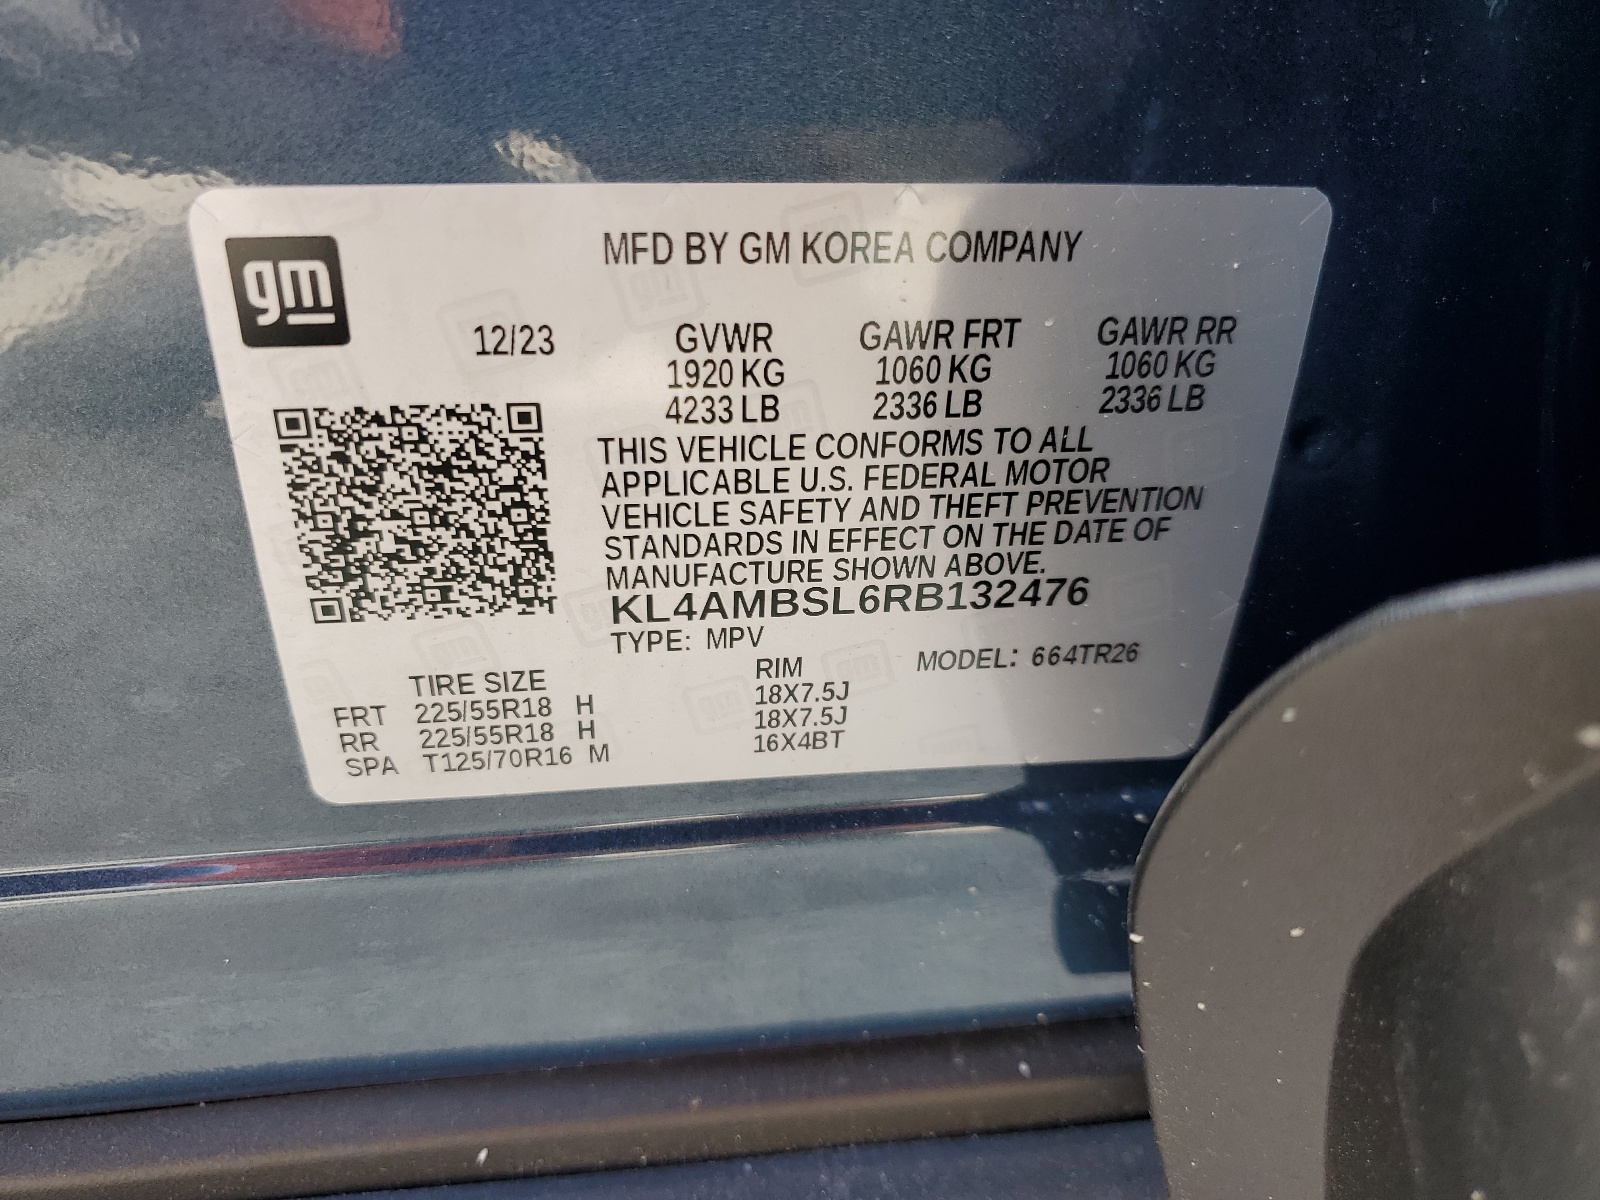 gm
MFD BY GM KOREA COMPANY
12/23 GVWR GAWR FRT GAWR RR
1920 KG 1060 KG 1060 KG
4233 LB 2336 LB 2336 LB
THIS VEHICLE CONFORMS TO ALL
APPLICABLE U.S. FEDERAL MOTOR
VEHICLE SAFETY AND THEFT PREVENTION
STANDARDS IN EFFECT ON THE DATE OF
MANUFACTURE SHOWN ABOVE.
KL4AMBSL6RB132476
TYPE: MPV
MODEL: 664TR26
TIRE SIZE RIM
FRT 225/55R18 H 18X7.5J
RR 225/55R18 H 18X7.5J
SPA T125/70R16 M 16X4BT